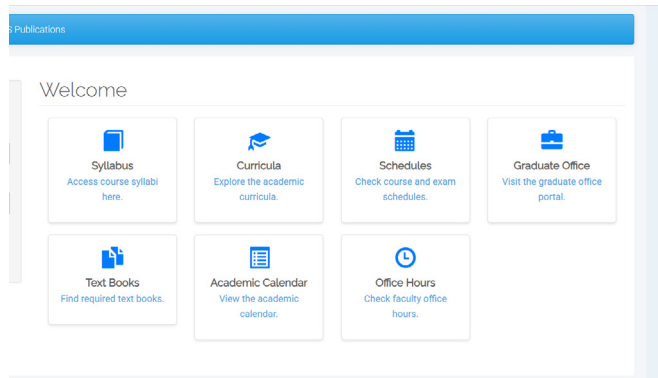 S Publications
Welcome
Syllabus
Access course syllabi
here.
Curricula
Explore the academic
curricula.
Schedules
Check course and exam
schedules.
Graduate Office
Visit the graduate office
portal.
Text Books
Find required text books.
Academic Calendar
View the academic
calendar.
Office Hours
Check faculty office
hours.